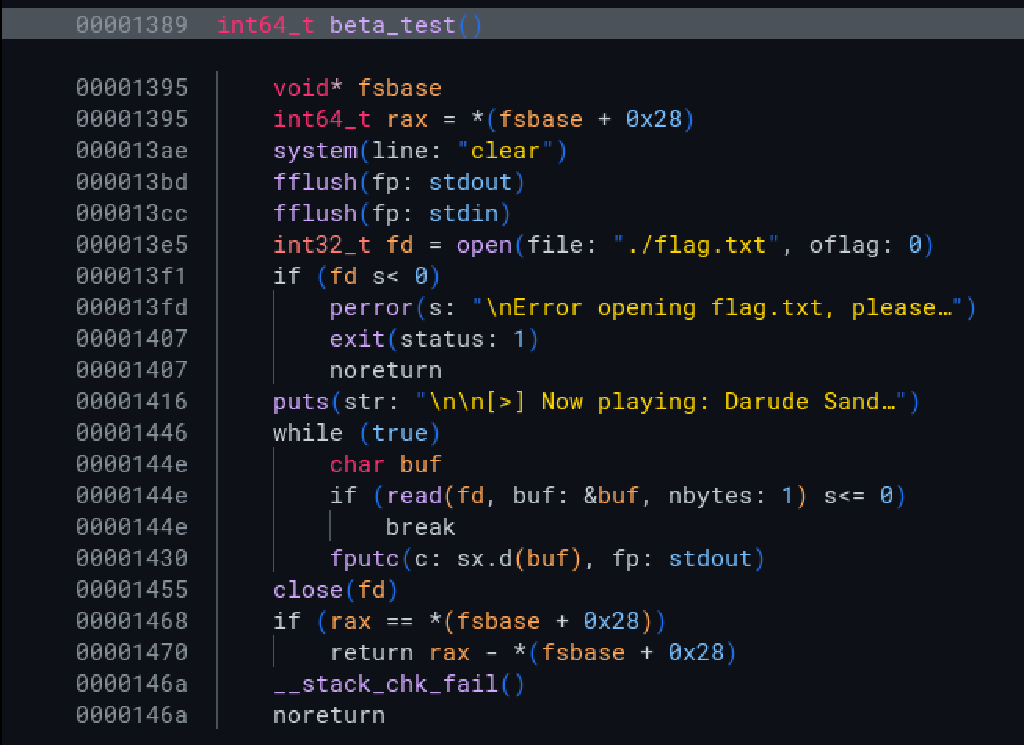 00001389 int64_t beta_test()
00001395 void* fsbase
00001395 int64_t rax = *(fsbase + 0x28)
000013ae system(line: "clear")
000013bd fflush(fp: stdout)
000013cc fflush(fp: stdin)
000013e5 int32_t fd = open(file: "./flag.txt", oflag: 0)
000013f1 if (fd s< 0)
000013fd perror(s: "\nError opening flag.txt, please…")
00001407 exit(status: 1)
00001407 noreturn
00001416 puts(str: "\n\n[>] Now playing: Darude Sand…")
00001446 while (true)
0000144e char buf
0000144e if (read(fd, buf: &buf, nbytes: 1) s<= 0)
0000144e break
00001430 fputc(c: sx.d(buf), fp: stdout)
00001455 close(fd)
00001468 if (rax == *(fsbase + 0x28))
00001470 return rax - *(fsbase + 0x28)
0000146a __stack_chk_fail()
0000146a noreturn